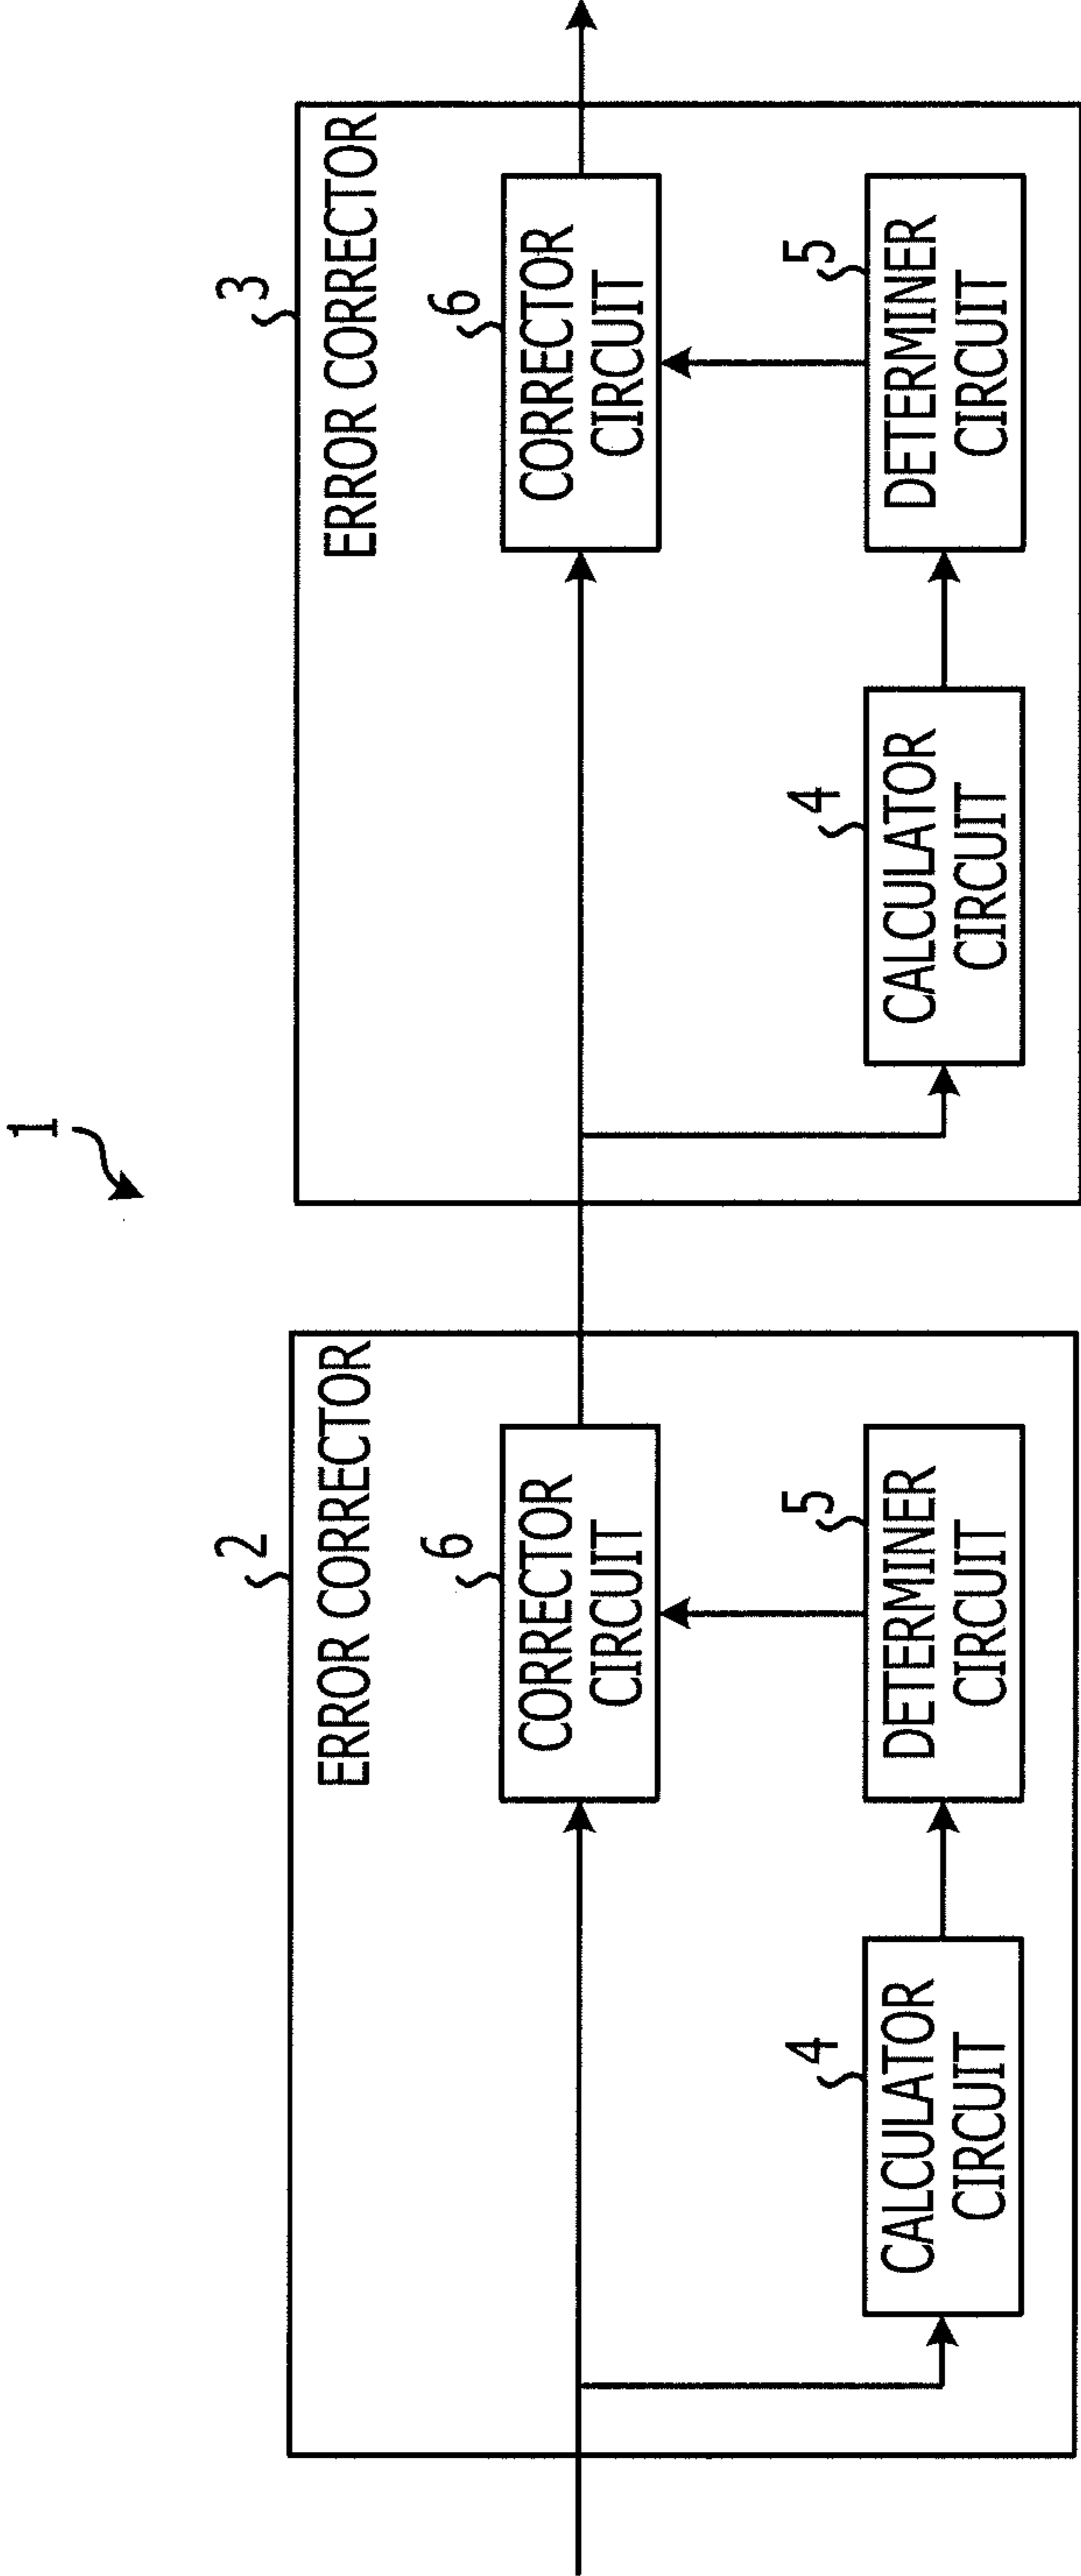 1
2
ERROR CORRECTOR
6
CORRECTOR
CIRCUIT
4
CALCULATOR
CIRCUIT
5
DETERMINER
CIRCUIT
3
ERROR CORRECTOR
6
CORRECTOR
CIRCUIT
4
CALCULATOR
CIRCUIT
5
DETERMINER
CIRCUIT